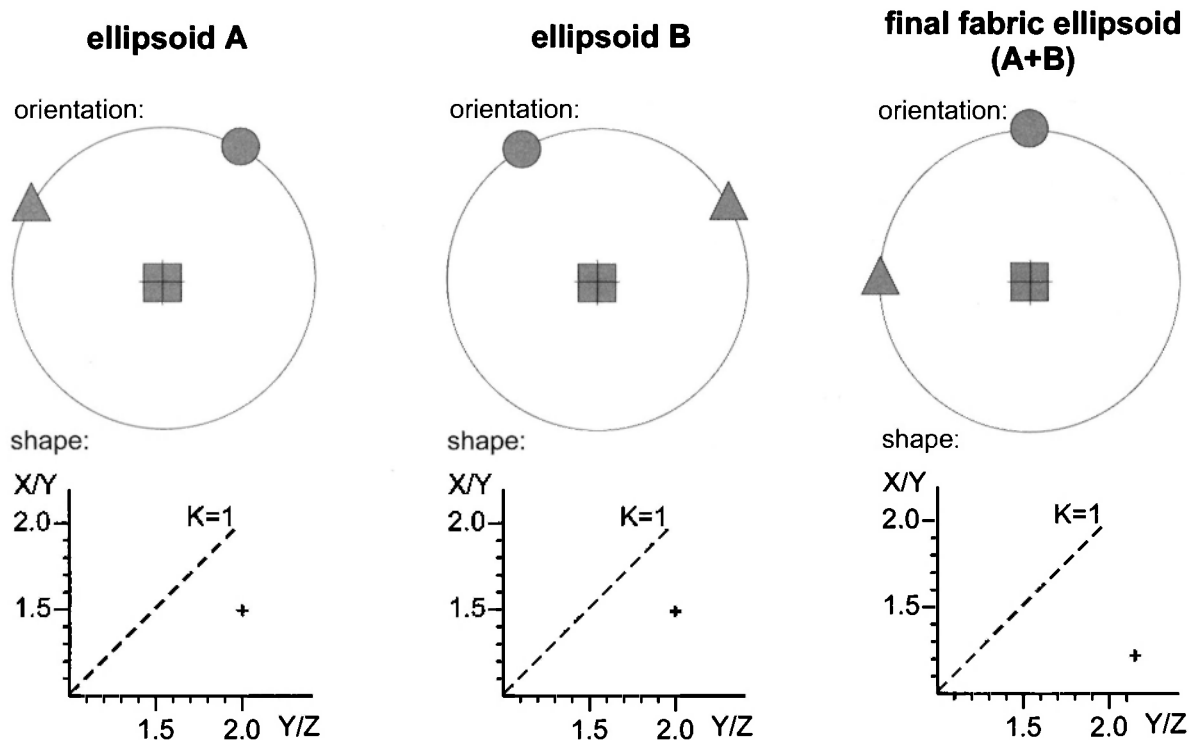 ellipsoid A
ellipsoid B
final fabric ellipsoid
(A+B)
orientation:
orientation:
orientation:
shape:
shape:
shape:
X/Y
2.0
1.5
K=1
1.5
2.0
Y/Z
X/Y
2.0
1.5
K=1
1.5
2.0
Y/Z
X/Y
2.0
1.5
K=1
1.5
2.0
Y/Z